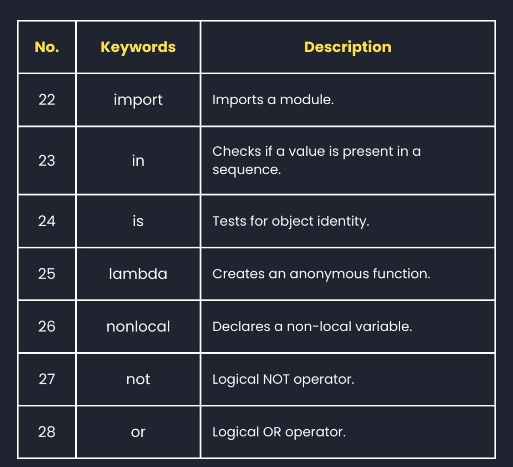 No. Keywords Description
22 import Imports a module.
23 in Checks if a value is present in a
sequence.
24 is Tests for object identity.
25 lambda Creates an anonymous function.
26 nonlocal Declares a non-local variable.
27 not Logical NOT operator.
28 or Logical OR operator.